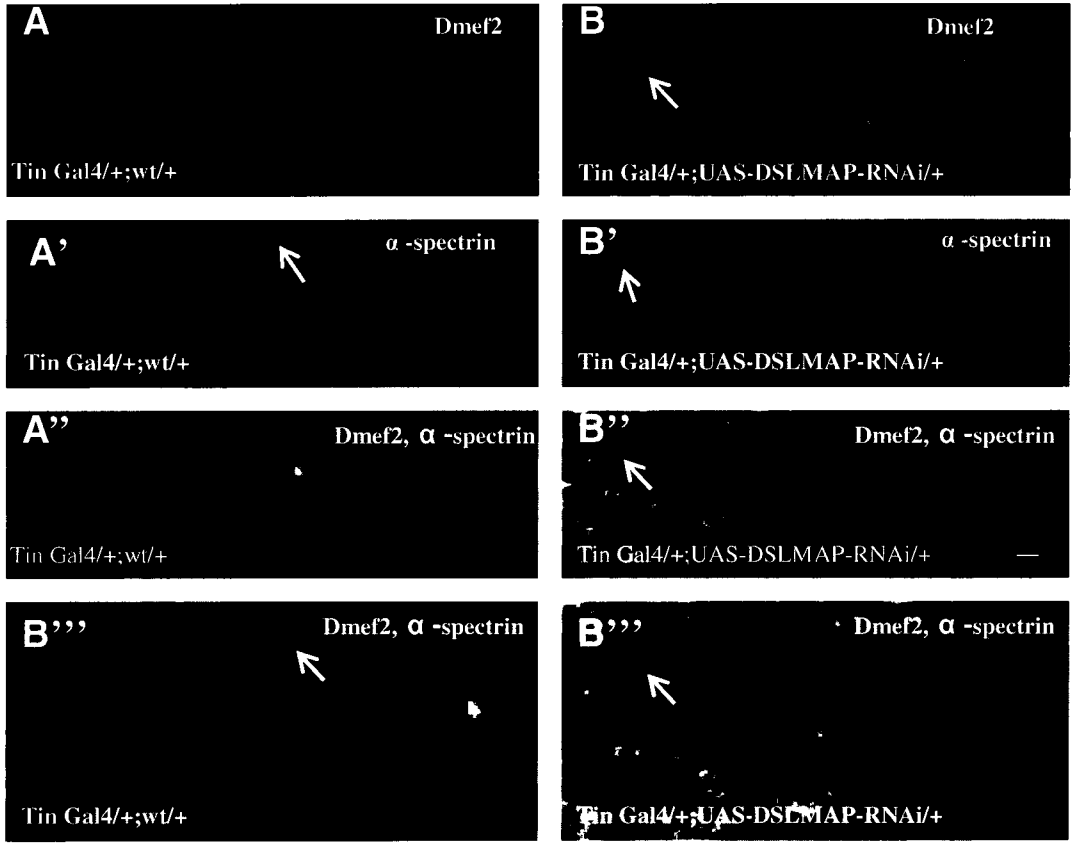 A
Dmef2
Tin Gal4/+;wt/+
B
Dmef2
Tin Gal4/+;UAS-DSLMAP-RNAi/+
A’
α -spectrin
Tin Gal4/+;wt/+
B’
α -spectrin
Tin Gal4/+;UAS-DSLMAP-RNAi/+
A’’
Dmef2, α -spectrin
Tin Gal4/+;wt/+
B’’
Dmef2, α -spectrin
Tin Gal4/+;UAS-DSLMAP-RNAi/+
B’’’
Dmef2, α -spectrin
Tin Gal4/+;wt/+
B’’’
Dmef2, α -spectrin
Tin Gal4/+;UAS-DSLMAP-RNAi/+